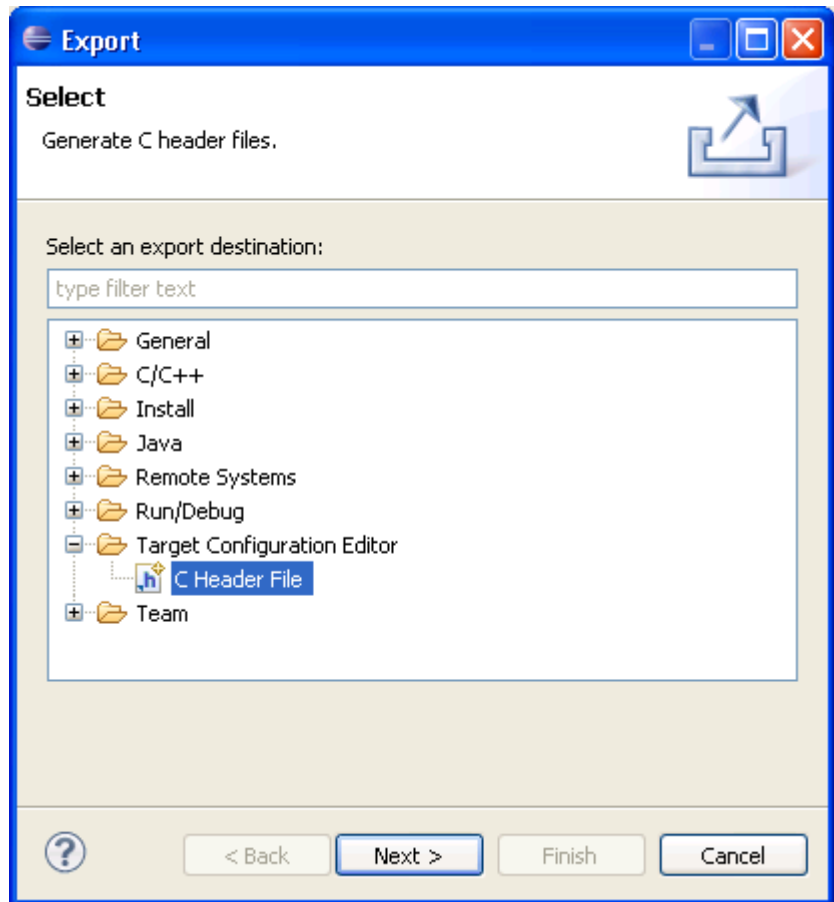 Export
Select
Generate C header files.
Select an export destination:
type filter text
General
C/C++
Install
Java
Remote Systems
Run/Debug
Target Configuration Editor
.h C Header File
Team
? < Back Next > Finish Cancel